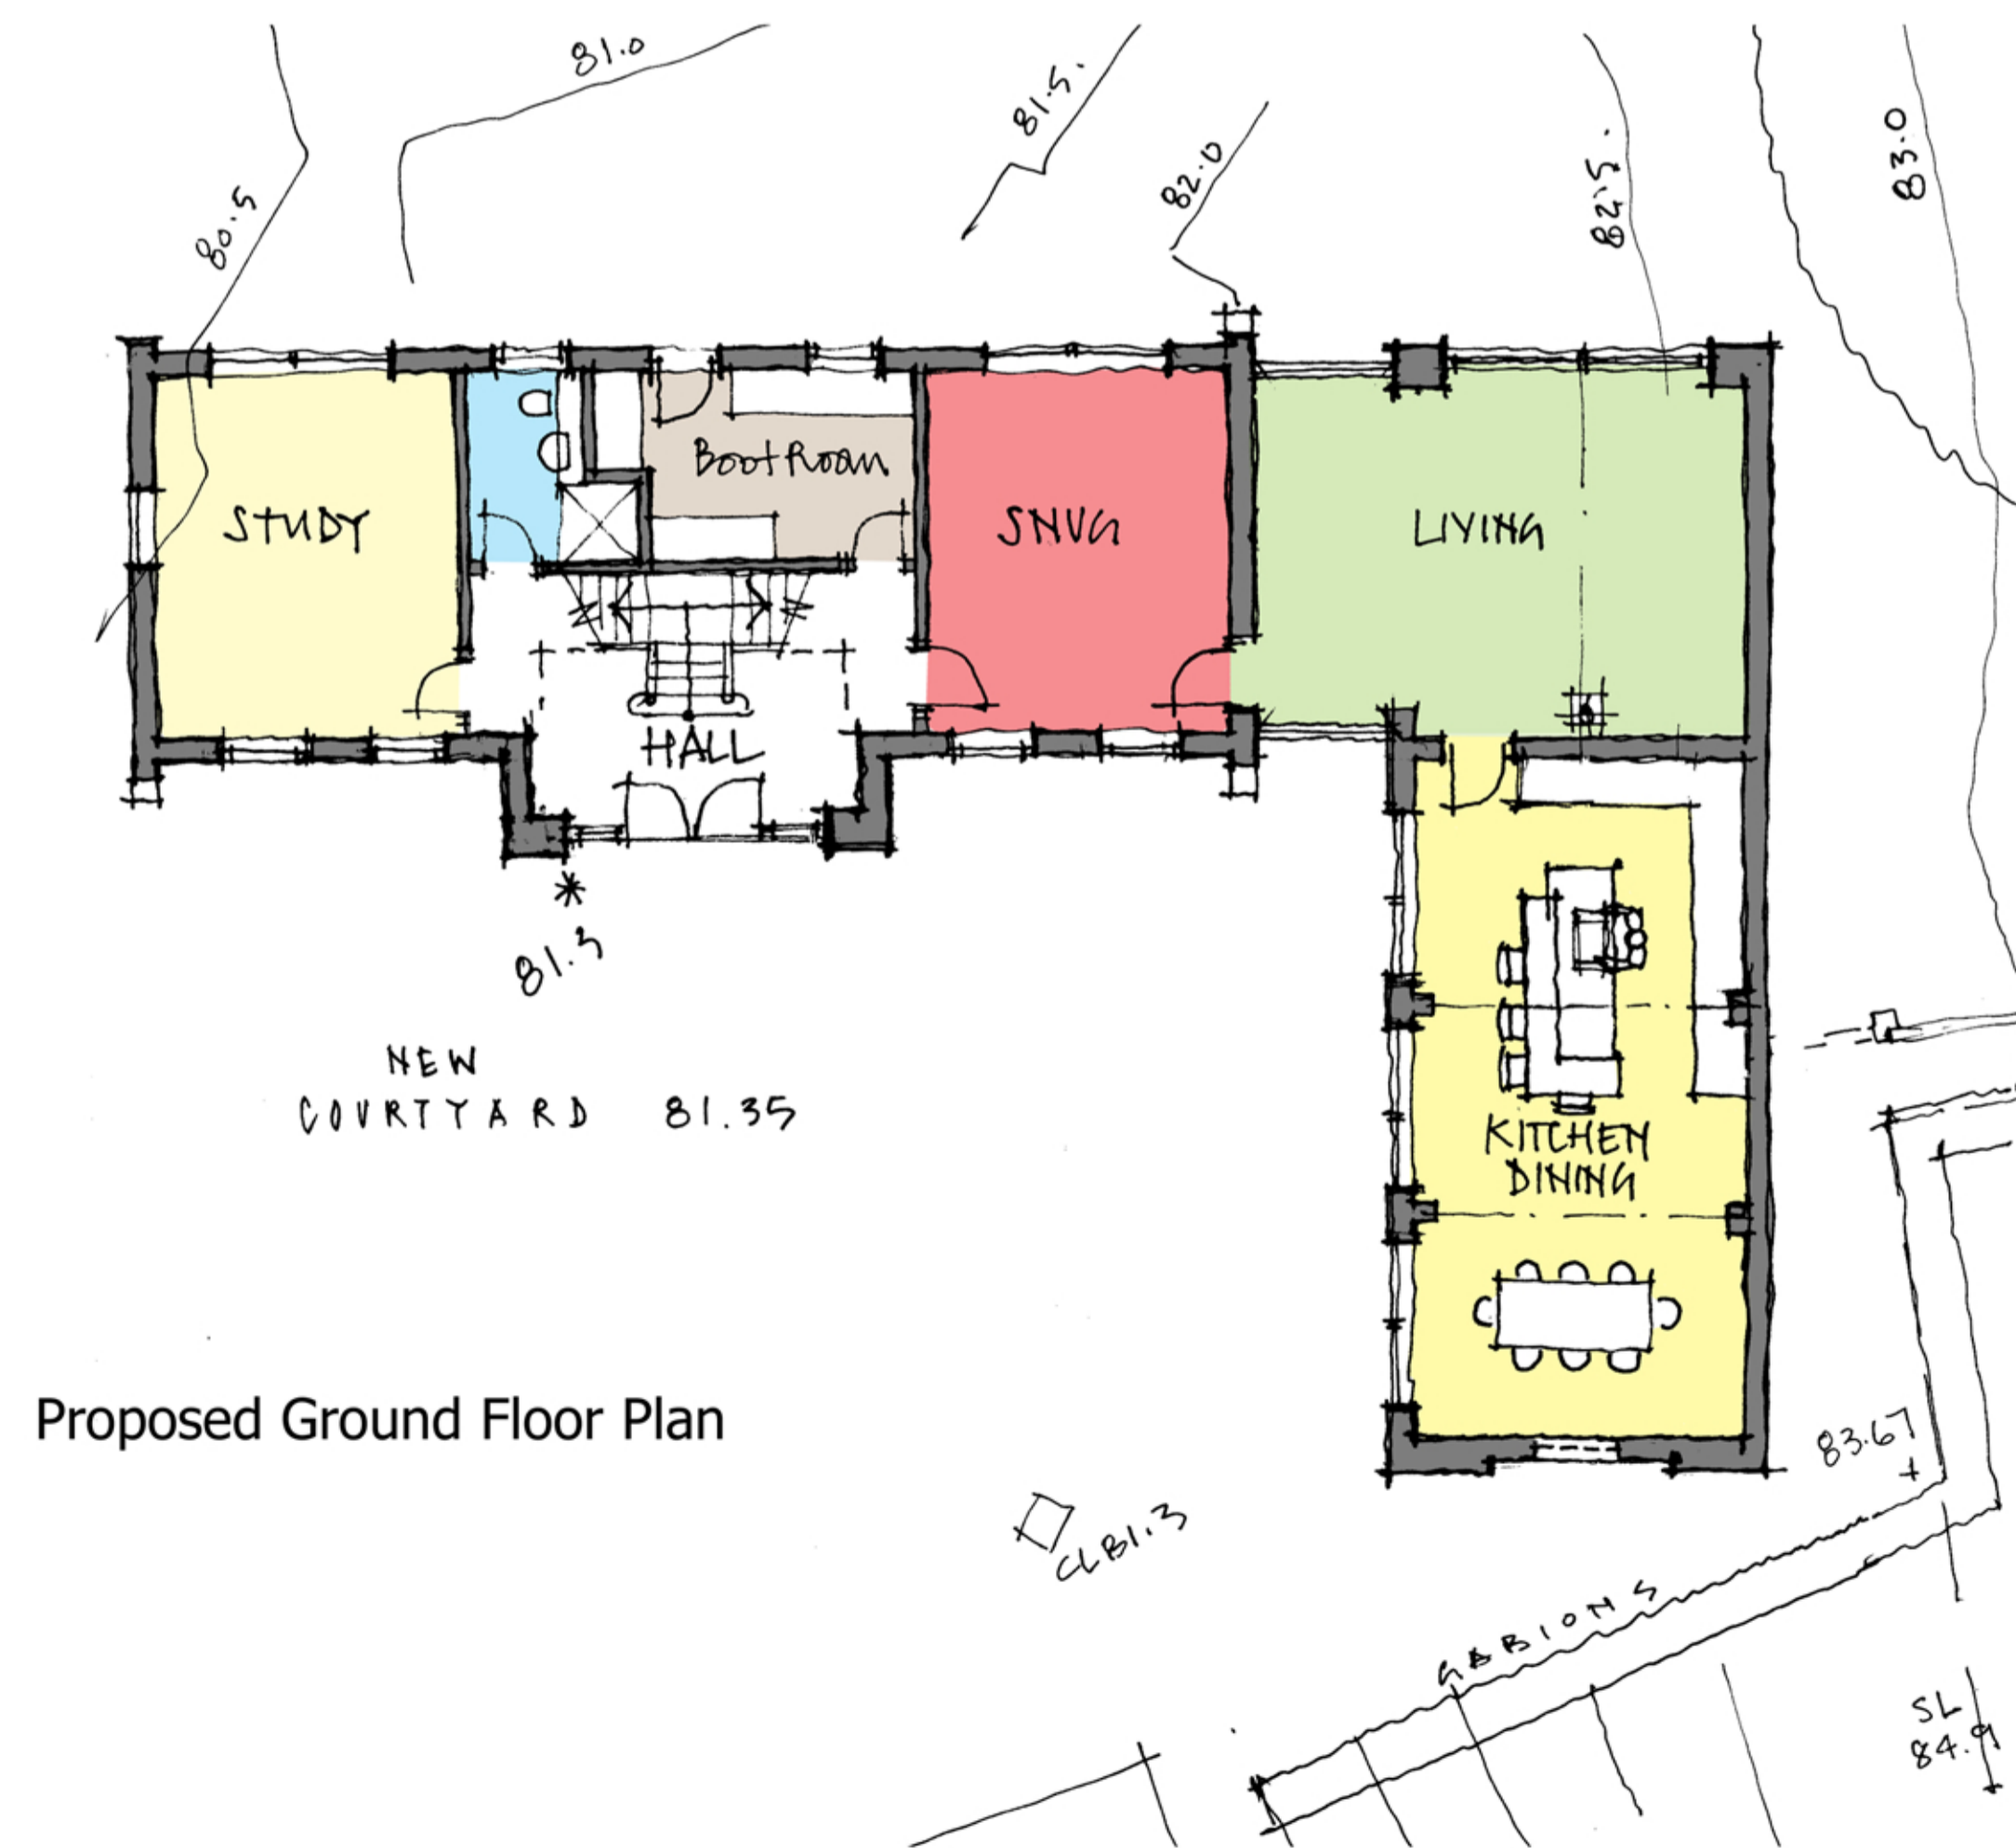 81.0
81.5.
82.0
82.5.
83.0
80.5
Boot Room
STUDY
SNUG
LIVING
HALL
81.3
NEW
COURTYARD 81.35
KITCHEN
DINING
Proposed Ground Floor Plan
83.67
CL81.3
GABIONS
SL
84.9